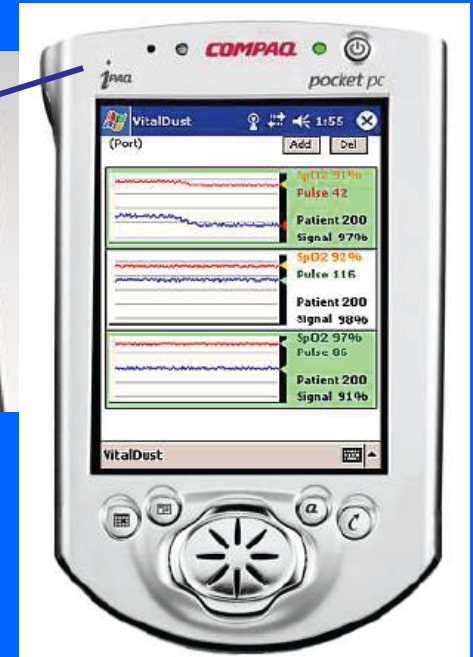 COMPAQ
iPAQ
pocket pc
VitalDust 1:55
(Port) Add Del
SpO2 91%
Pulse 42
Patient 200
Signal 97%
SpO2 92%
Pulse 116
Patient 200
Signal 98%
SpO2 97%
Pulse 86
Patient 200
Signal 91%
VitalDust
α